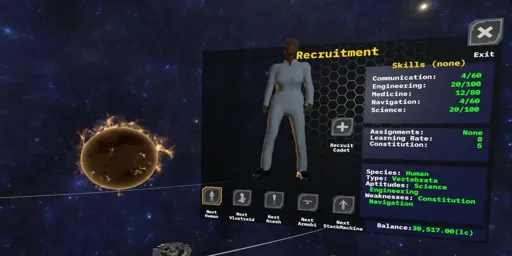 Recruitment
Exit
Skills (none)
Communication: 4/60
Engineering: 20/100
Medicine: 12/80
Navigation: 4/60
Science: 20/100
Assignments: None
Learning Rate: 8
Constitution: 5
Recruit
Cadet
Species: Human
Type: Vertebrata
Aptitudes: Science
Engineering
Weaknesses: Constitution
Navigation
Next
Human
Next
Next
Next
Next
StackMachine
Balance:30,517.00(lc)